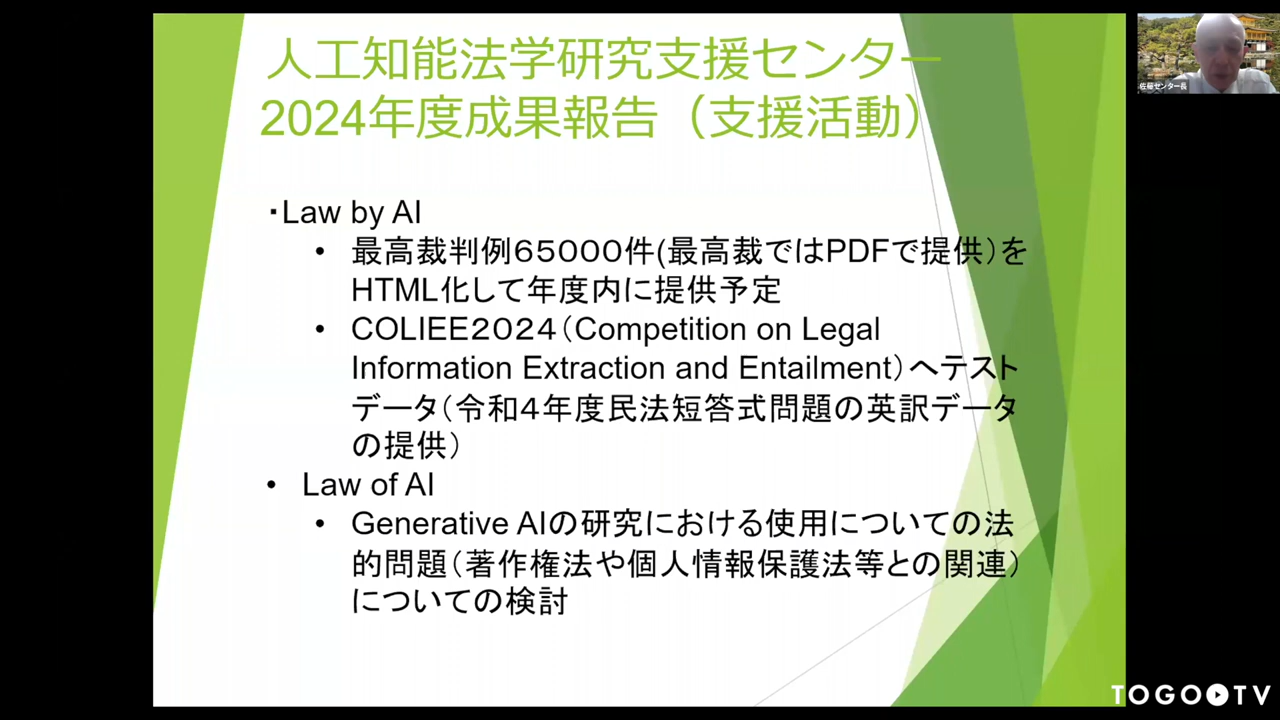 人工知能法学研究支援センター
2024年度成果報告（支援活動）
・Law by AI
• 最高裁判例６５０００件(最高裁ではPDFで提供）を
HTML化して年度内に提供予定
• COLIEE２０２４（Competition on Legal
Information Extraction and Entailment）へテスト
データ（令和４年度民法短答式問題の英訳データ
の提供）
• Law of AI
• Generative AIの研究における使用についての法
的問題（著作権法や個人情報保護法等との関連）
についての検討
佐藤センター長
TOGO TV